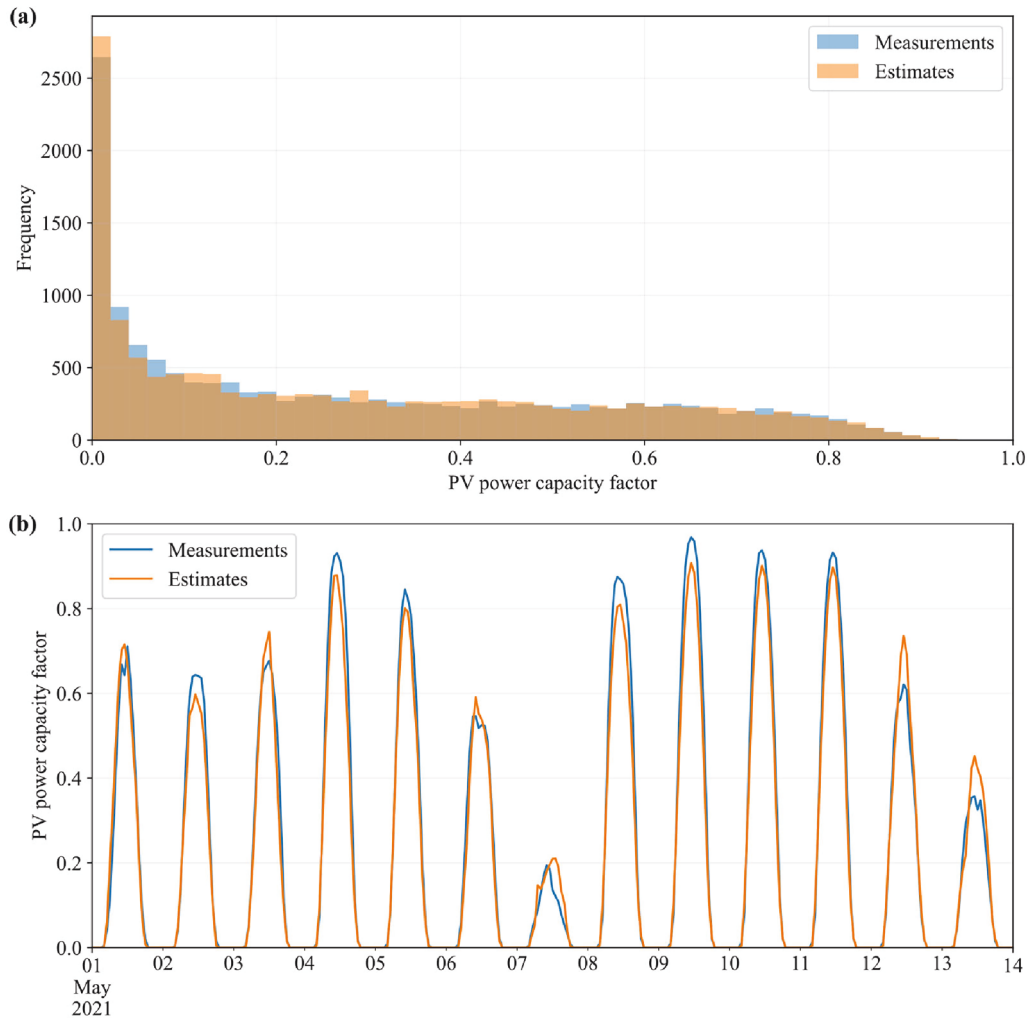 (a)
Measurements
Estimates
2500
2000
1500
1000
500
0
Frequency
0.0 0.2 0.4 0.6 0.8 1.0
PV power capacity factor
(b)
Measurements
Estimates
1.0
0.8
0.6
0.4
0.2
0.0
PV power capacity factor
01 02 03 04 05 06 07 08 09 10 11 12 13 14
May
2021